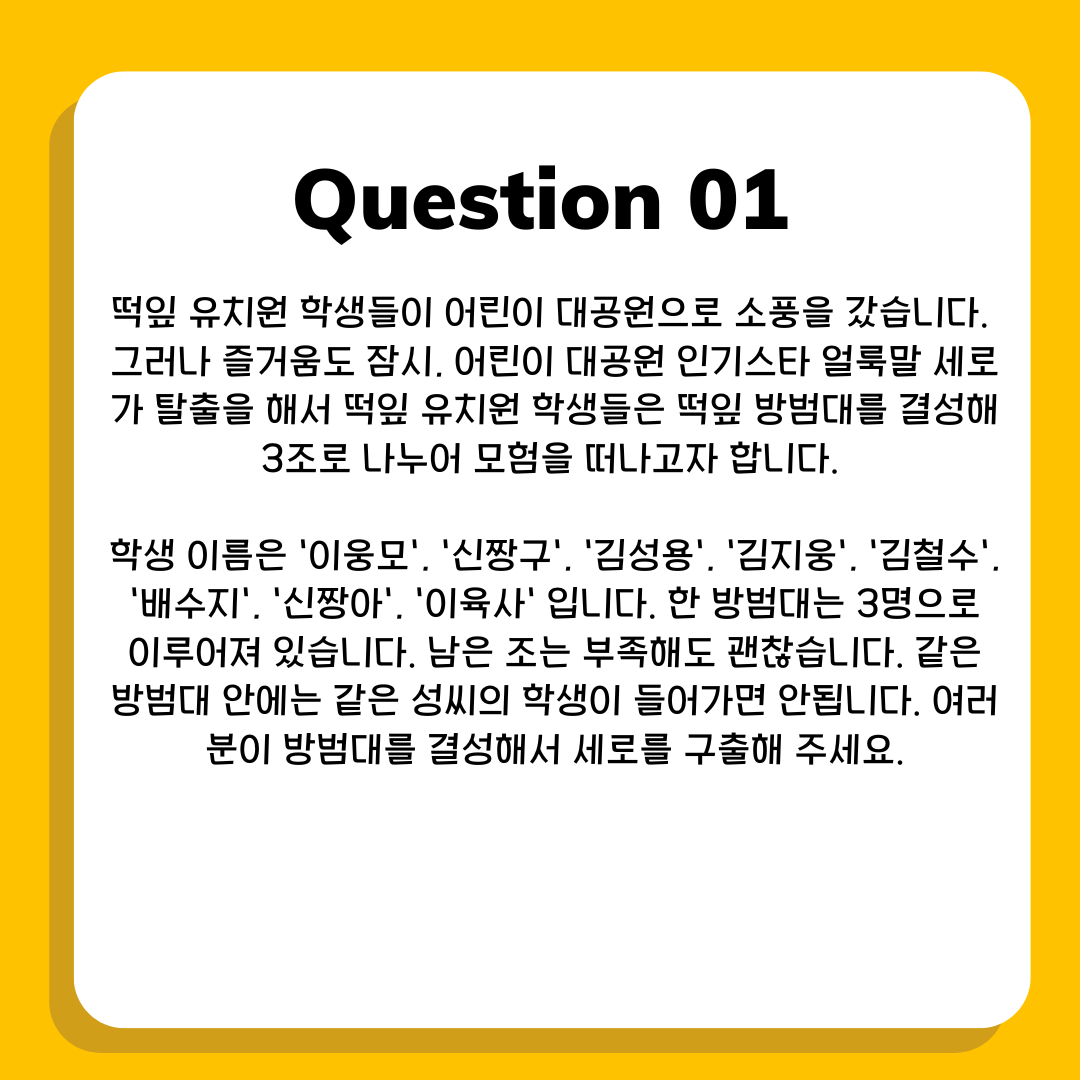 Question 01
떡잎 유치원 학생들이 어린이 대공원으로 소풍을 갔습니다.
그러나 즐거움도 잠시, 어린이 대공원 인기스타 얼룩말 세로
가 탈출을 해서 떡잎 유치원 학생들은 떡잎 방범대를 결성해
3조로 나누어 모험을 떠나고자 합니다.
학생 이름은 '이웅모', '신짱구', '김성용', '김지웅', '김철수',
'배수지', '신짱아', '이육사' 입니다. 한 방범대는 3명으로
이루어져 있습니다. 남은 조는 부족해도 괜찮습니다. 같은
방범대 안에는 같은 성씨의 학생이 들어가면 안됩니다. 여러
분이 방범대를 결성해서 세로를 구출해 주세요.